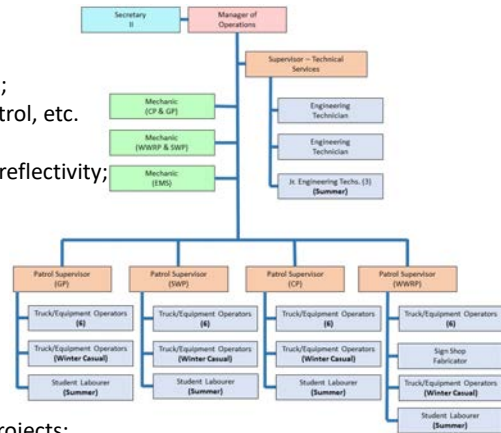 Secretary
II
Manager of
Operations
;
trol, etc.
reflectivity;
Supervisor – Technical
Services
Mechanic
(CP & GP)
Mechanic
(WWRP & SWP)
Mechanic
(EMS)
Engineering
Technician
Engineering
Technician
Jr. Engineering Techs. (3)
(Summer)
Patrol Supervisor
(GP)
Truck/Equipment Operators
(6)
Truck/Equipment Operators
(Winter Casual)
Student Labourer
(Summer)
Patrol Supervisor
(SWP)
Truck/Equipment Operators
(6)
Truck/Equipment Operators
(Winter Casual)
Student Labourer
(Summer)
Patrol Supervisor
(CP)
Truck/Equipment Operators
(6)
Truck/Equipment Operators
(Winter Casual)
Student Labourer
(Summer)
Patrol Supervisor
(WWRP)
Truck/Equipment Operators
(6)
Sign Shop
Fabricator
Truck/Equipment Operators
(Winter Casual)
Student Labourer
(Summer)
rojects;